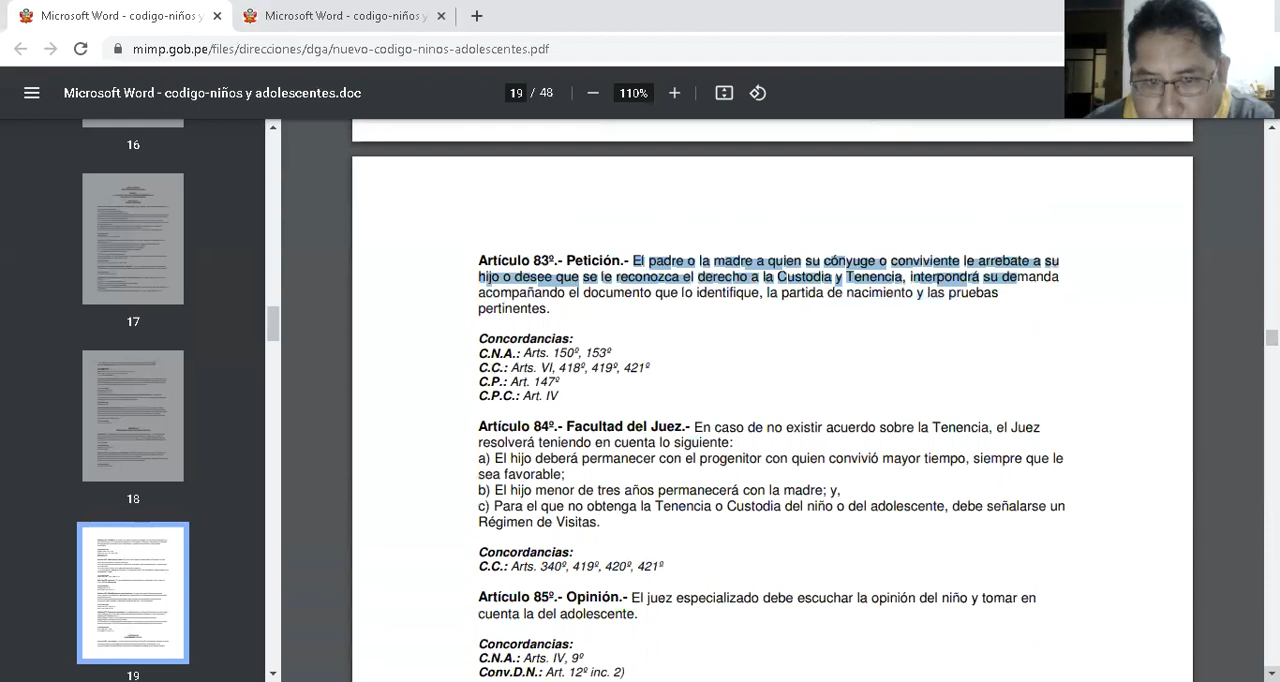 Microsoft Word - codigo-niños y
Microsoft Word - codigo-niños y
mimp.gob.pe/files/direcciones/dga/nuevo-codigo-ninos-adolescentes.pdf
Microsoft Word - codigo-niños y adolescentes.doc
19 / 48
110%
16
17
18
19
Artículo 83º.- Petición.- El padre o la madre a quien su cónyuge o conviviente le arrebate a su
hijo o desee que se le reconozca el derecho a la Custodia y Tenencia, interpondrá su demanda
acompañando el documento que lo identifique, la partida de nacimiento y las pruebas
pertinentes.
Concordancias:
C.N.A.: Arts. 150º, 153º
C.C.: Arts. VI, 418º, 419º, 421º
C.P.: Art. 147º
C.P.C.: Art. IV
Artículo 84º.- Facultad del Juez.- En caso de no existir acuerdo sobre la Tenencia, el Juez
resolverá teniendo en cuenta lo siguiente:
a) El hijo deberá permanecer con el progenitor con quien convivió mayor tiempo, siempre que le
sea favorable;
b) El hijo menor de tres años permanecerá con la madre; y,
c) Para el que no obtenga la Tenencia o Custodia del niño o del adolescente, debe señalarse un
Régimen de Visitas.
Concordancias:
C.C.: Arts. 340º, 419º, 420º, 421º
Artículo 85º.- Opinión.- El juez especializado debe escuchar la opinión del niño y tomar en
cuenta la del adolescente.
Concordancias:
C.N.A.: Arts. IV, 9º
Conv.D.N.: Art. 12º inc. 2)